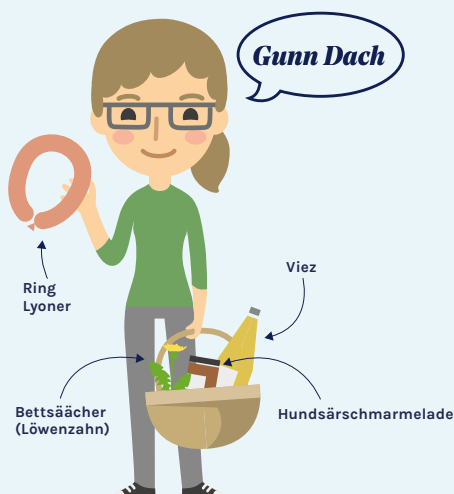 Gunn Dach
Ring
Lyoner
Viez
Bettsäächer
(Löwenzahn)
Hundsärschmarmelade